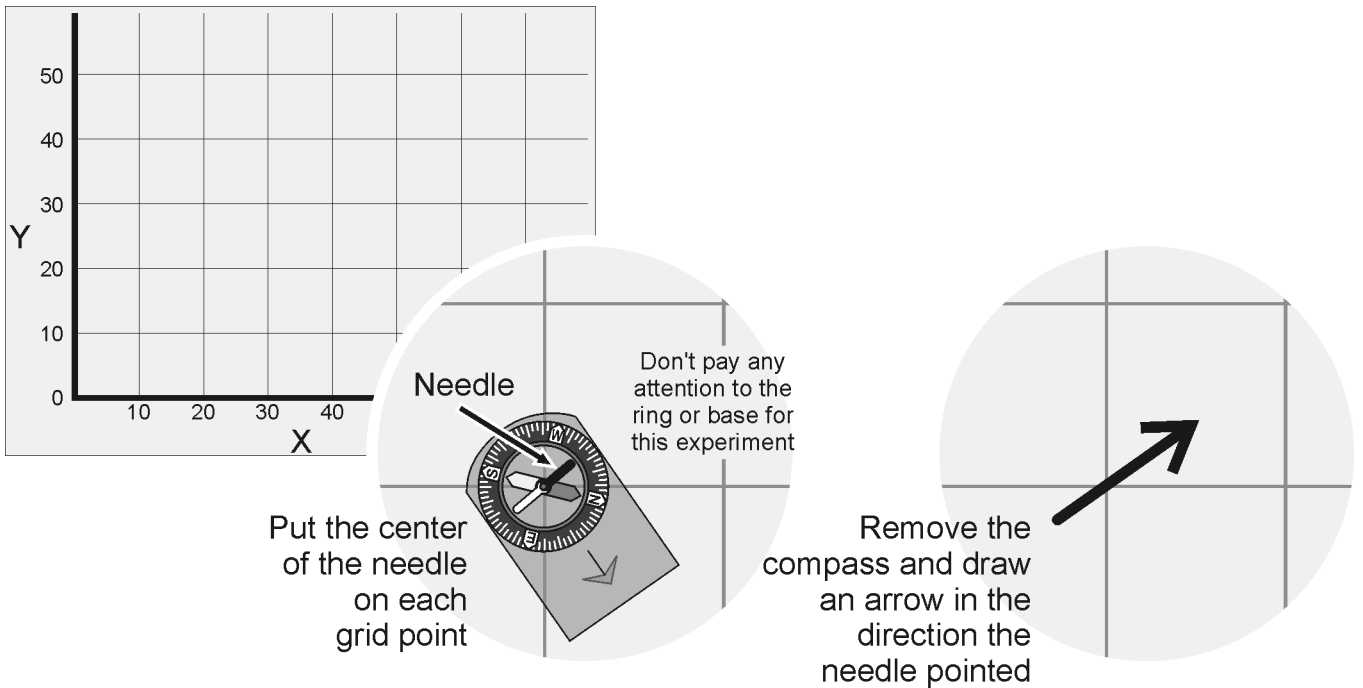 50
40
30
Y
20
10
0
10 20 30 40
X
Needle
Don't pay any
attention to the
ring or base for
this experiment
W
S
N
E
Put the center
of the needle
on each
grid point
Remove the
compass and draw
an arrow in the
direction the
needle pointed